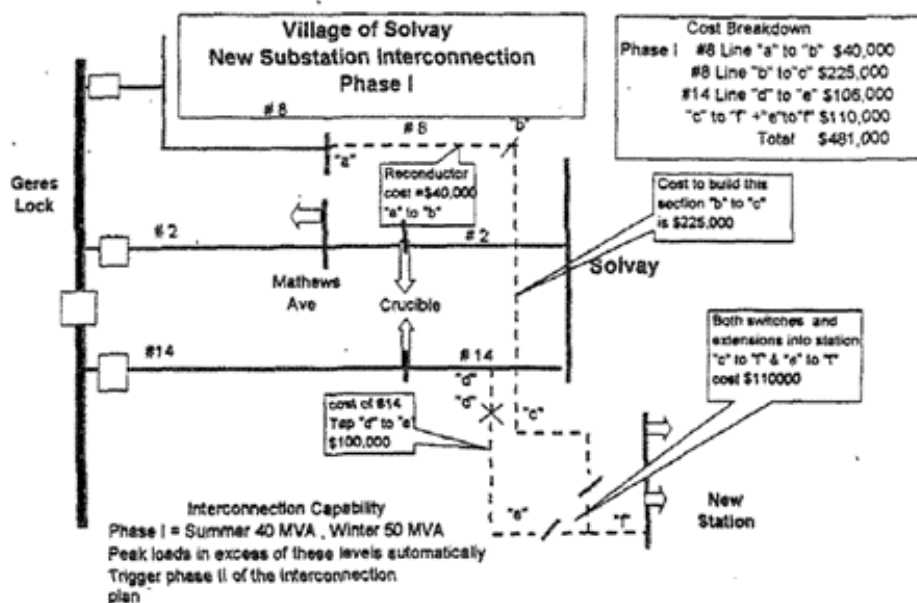 Village of Solvay
New Substation Interconnection
Phase I
Cost Breakdown
Phase I #8 Line "a" to "b" $40,000
#8 Line "b" to"c" $225,000
#14 Line "d" to "e" $106,000
"c" to "f" +"e"to"f" $110,000
Total $481,000
#8
#8
"b"
"a"
Reconductor
cost =$40,000
"a" to "b"
Geres
Lock
Cost to build this
section "b" to "c"
is $225,000
#2
#2
Solvay
Mathews
Ave
Crucible
Both switches and
extensions into station
"c" to "f" & "e" to "f"
cost $110000
#14
#14
"d"
"d"
cost of #14
Tap "d" to "e"
$100,000
"c"
"e"
"f"
New
Station
Interconnection Capability
Phase I = Summer 40 MVA , Winter 50 MVA
Peak loads in excess of these levels automatically
Trigger phase II of the interconnection
plan